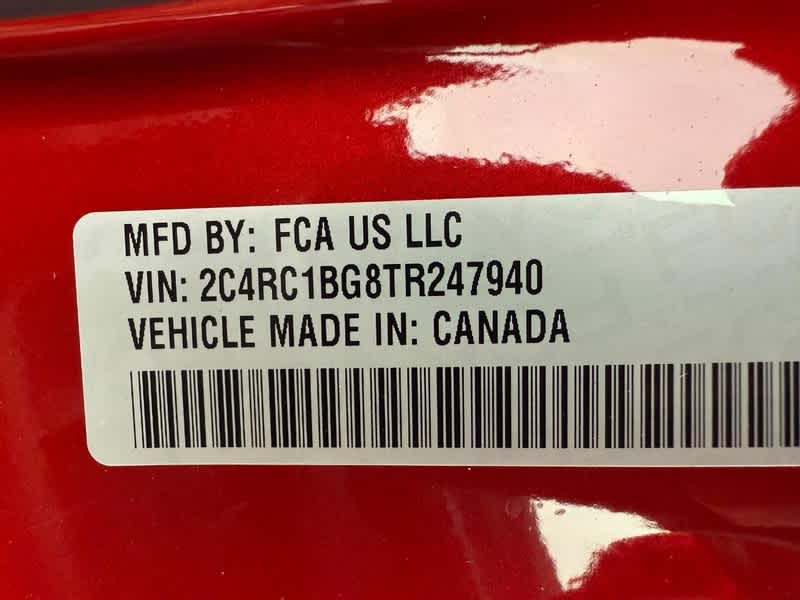 MFD BY: FCA US LLC
VIN: 2C4RC1BG8TR247940
VEHICLE MADE IN: CANADA